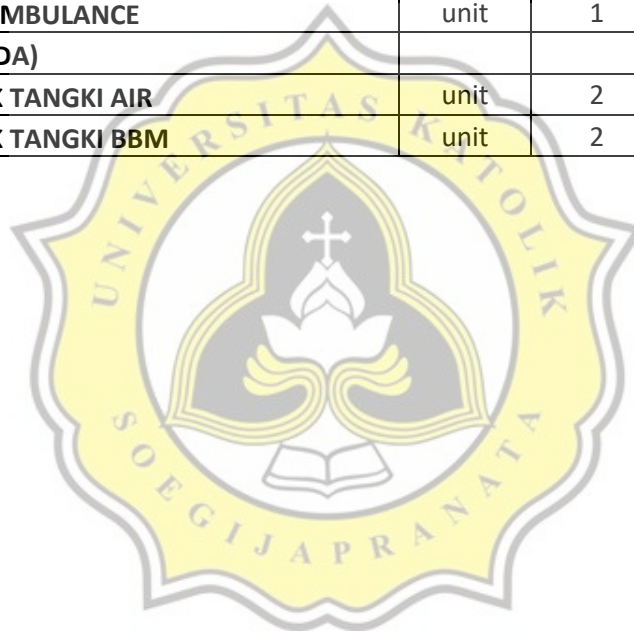 MBULANCE unit 1
DA)
K TANGKI AIR unit 2
K TANGKI BBM unit 2
UNIVERSITAS KATOLIK
SOEGIJAPRANATA